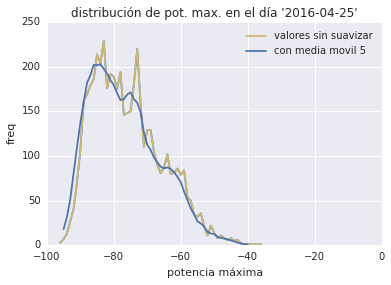 distribución de pot. max. en el día '2016-04-25'
250
200
150
100
50
0
freq
valores sin suavizar
con media movil 5
−100 −80 −60 −40 −20 0
potencia máxima